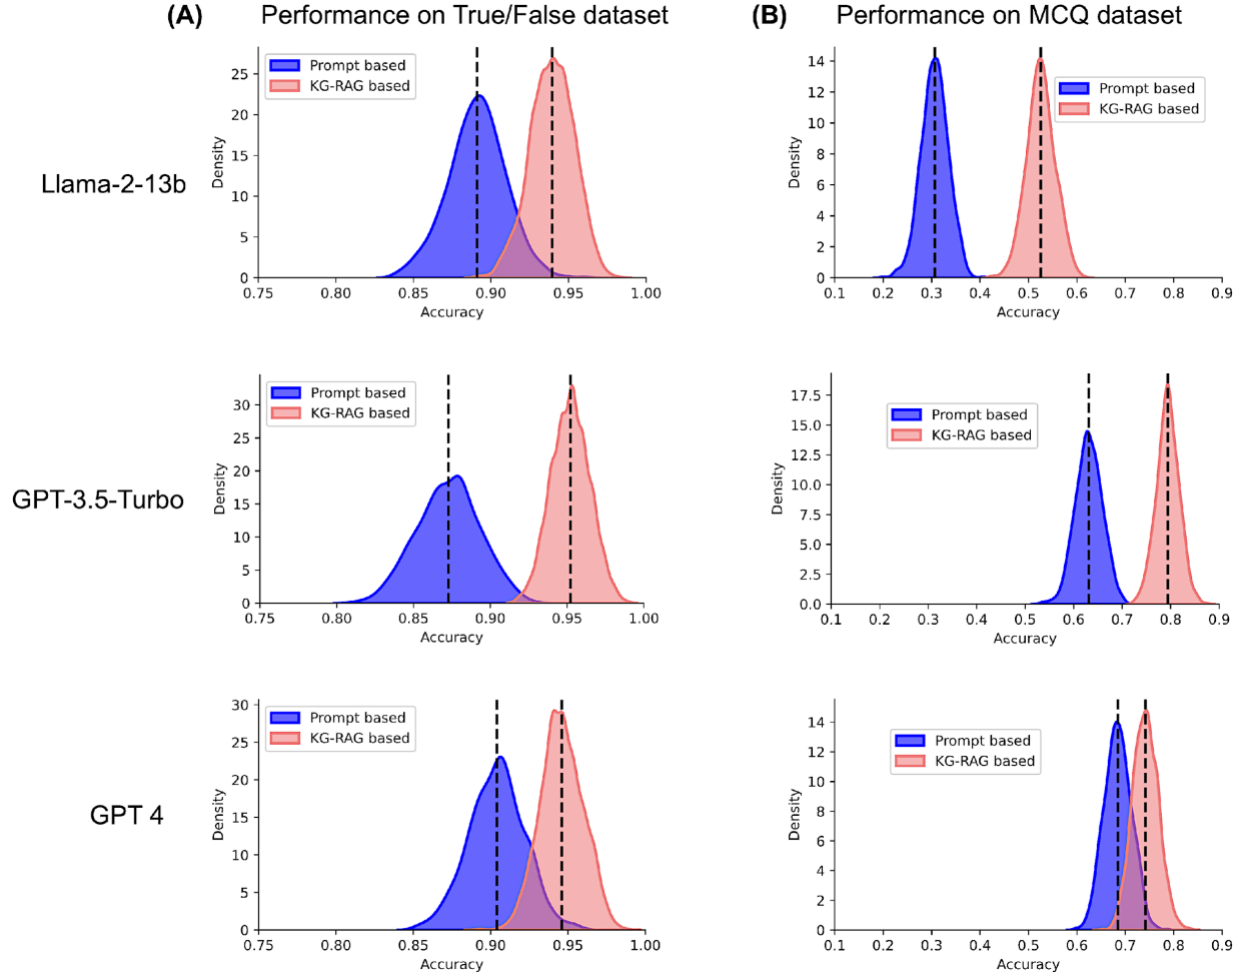 (A) Performance on True/False dataset
(B) Performance on MCQ dataset
Llama-2-13b
Prompt based
KG-RAG based
Density
25
20
15
10
5
0
0.75 0.80 0.85 0.90 0.95 1.00
Accuracy
Prompt based
KG-RAG based
Density
14
12
10
8
6
4
2
0
0.1 0.2 0.3 0.4 0.5 0.6 0.7 0.8 0.9
Accuracy
GPT-3.5-Turbo
Prompt based
KG-RAG based
Density
30
25
20
15
10
5
0
0.75 0.80 0.85 0.90 0.95 1.00
Accuracy
Prompt based
KG-RAG based
Density
17.5
15.0
12.5
10.0
7.5
5.0
2.5
0.0
0.1 0.2 0.3 0.4 0.5 0.6 0.7 0.8 0.9
Accuracy
GPT 4
Prompt based
KG-RAG based
Density
30
25
20
15
10
5
0
0.75 0.80 0.85 0.90 0.95 1.00
Accuracy
Prompt based
KG-RAG based
Density
14
12
10
8
6
4
2
0
0.1 0.2 0.3 0.4 0.5 0.6 0.7 0.8 0.9
Accuracy